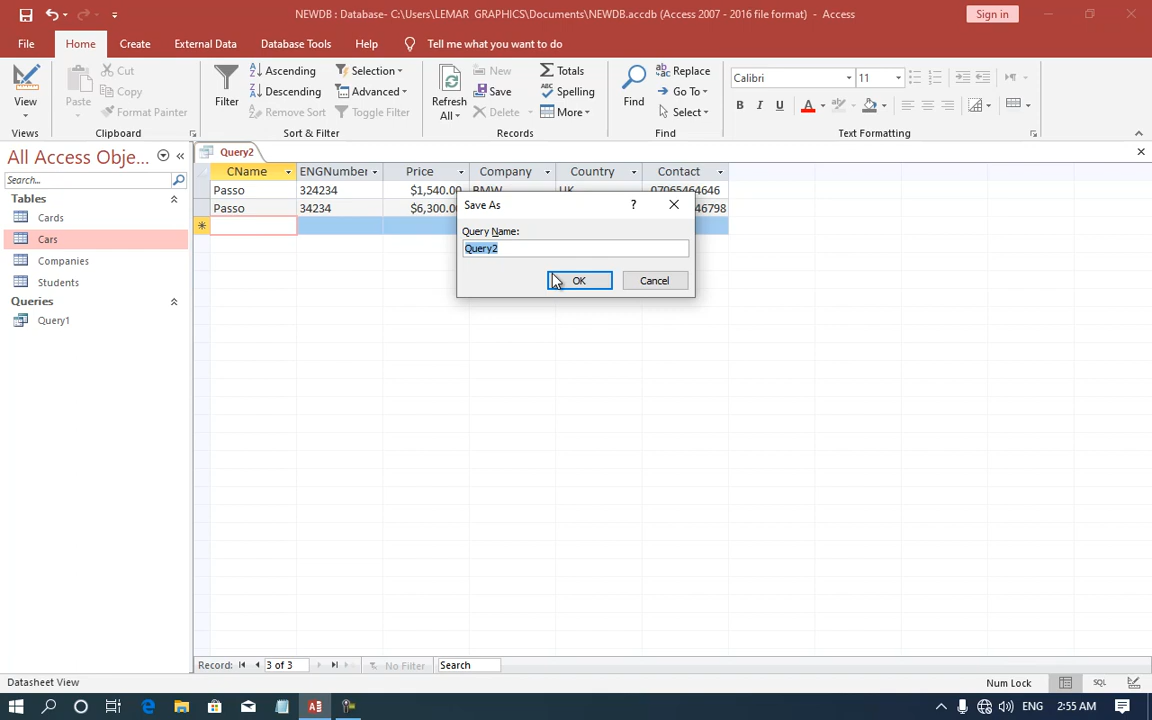 NEWDB : Database- C:\Users\LEMAR GRAPHICS\Documents\NEWDB.accdb (Access 2007 - 2016 file format) - Access
Sign in
File Home Create External Data Database Tools Help Tell me what you want to do
View
Views
Paste
Cut
Copy
Format Painter
Clipboard
Filter
Ascending
Descending
Remove Sort
Selection
Advanced
Toggle Filter
Sort & Filter
Refresh All
New
Save
Delete
Totals
Spelling
More
Records
Find
Replace
Go To
Select
Find
Calibri 11
B I U A
Text Formatting
All Access Obje...
Search...
Tables
Cards
Cars
Companies
Students
Queries
Query1
Query2
CName ENGNumber Price Company Country Contact
Passo 324234 $1,540.00 BMW UK 07065464646
Passo 34234 $6,300.00 46798
Save As ?
Query Name:
Query2
OK Cancel
Record: 3 of 3 No Filter Search
Datasheet View
Num Lock
SQL
ENG 2:55 AM